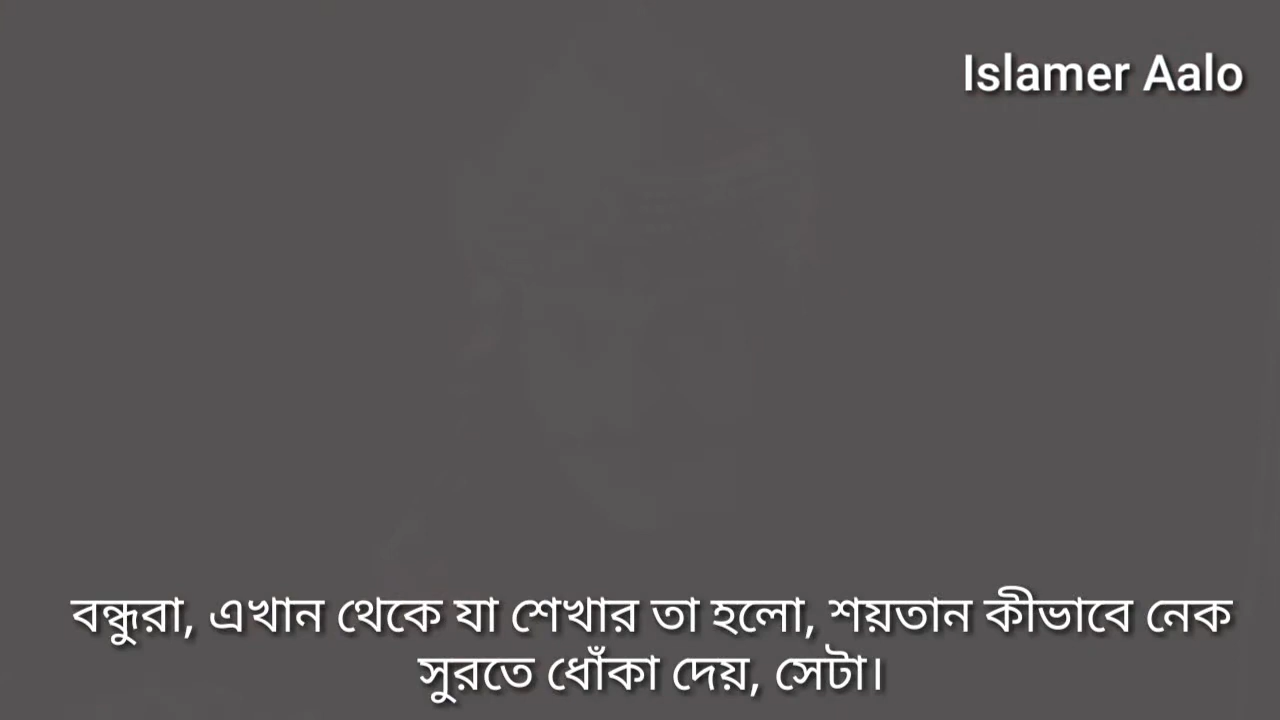 Islamer Aalo
বন্ধুরা, এখান থেকে যা শেখার তা হলো, শয়তান কীভাবে নেক
সুরতে ধোঁকা দেয়, সেটা।